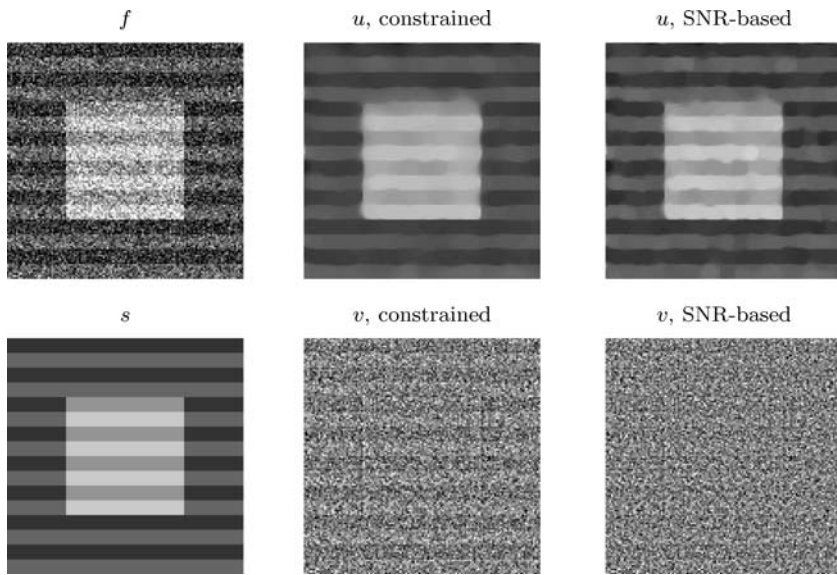 f
u, constrained
u, SNR-based
s
v, constrained
v, SNR-based